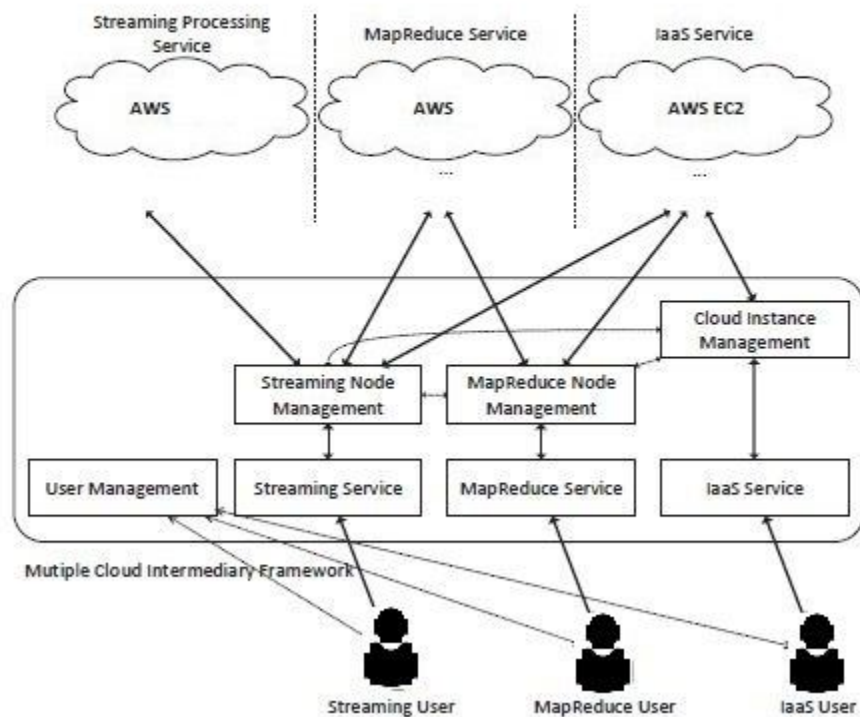 Streaming Processing
Service
MapReduce Service
IaaS Service
AWS
AWS
AWS EC2
...
...
Cloud Instance
Management
Streaming Node
Management
MapReduce Node
Management
User Management
Streaming Service
MapReduce Service
IaaS Service
Mutiple Cloud Intermediary Framework
Streaming User
MapReduce User
IaaS User